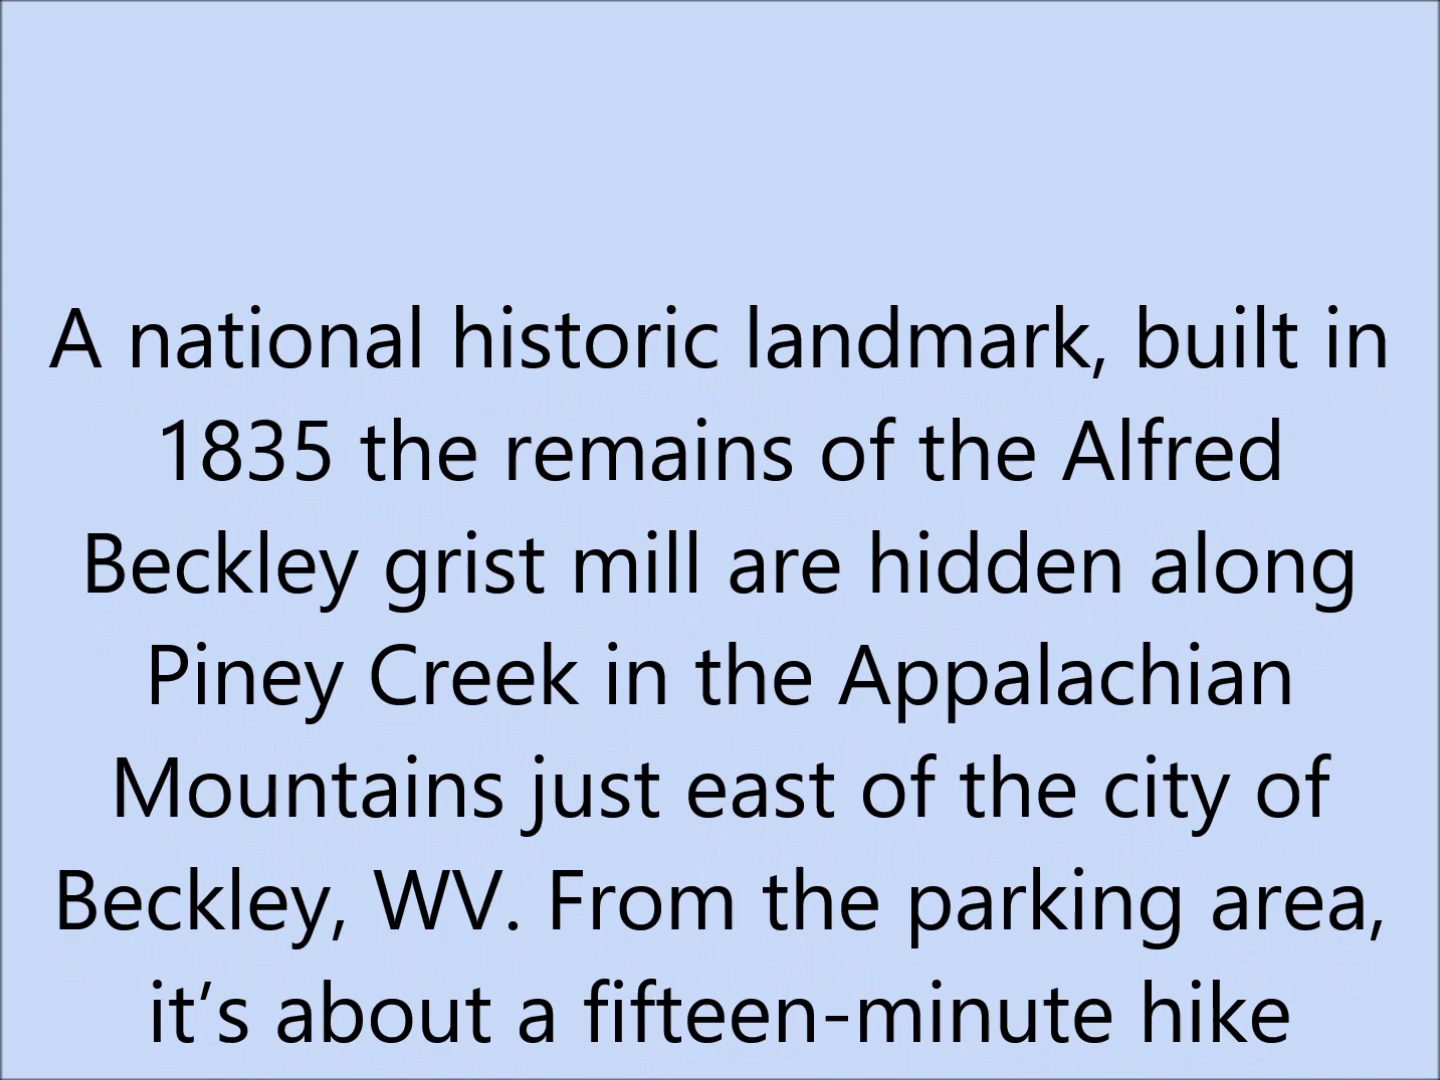 A national historic landmark, built in
1835 the remains of the Alfred
Beckley grist mill are hidden along
Piney Creek in the Appalachian
Mountains just east of the city of
Beckley, WV. From the parking area,
it’s about a fifteen-minute hike